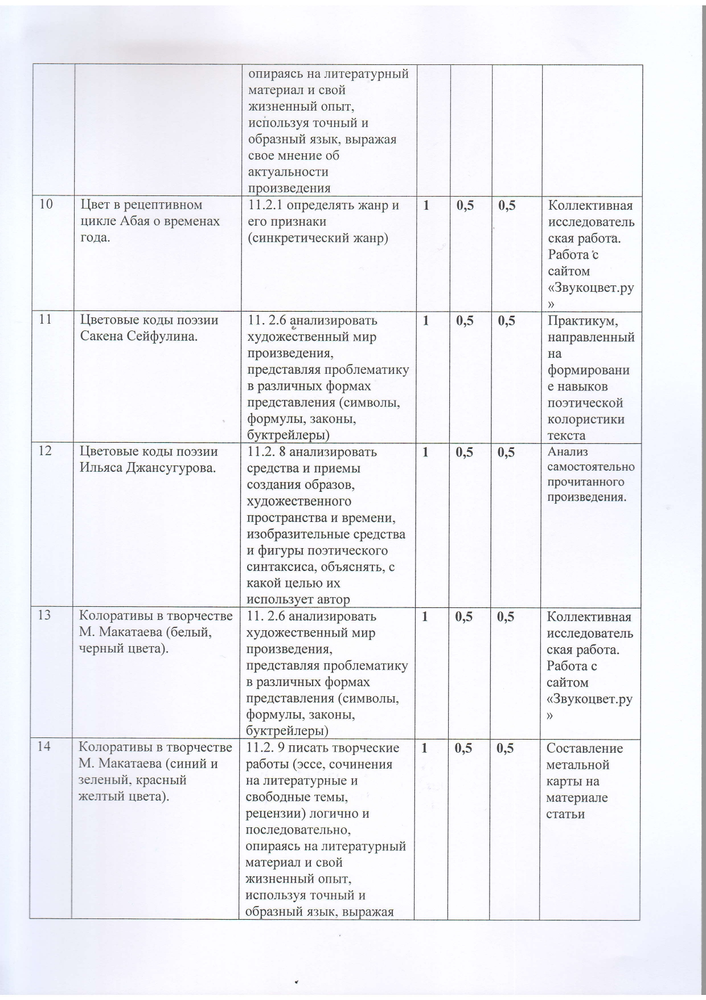 опираясь на литературный
материал и свой
жизненный опыт,
используя точный и
образный язык, выражая
свое мнение об
актуальности
произведения
10
Цвет в рецептивном
цикле Абая о временах
года.
11.2.1 определять жанр и
его признаки
(синкретический жанр)
1
0,5
0,5
Коллективная
исследователь
ская работа.
Работа с
сайтом
«Звукоцвет.ру
»
11
Цветовые коды поэзии
Сакена Сейфулина.
11. 2.6 анализировать
художественный мир
произведения,
представляя проблематику
в различных формах
представления (символы,
формулы, законы,
буктрейлеры)
1
0,5
0,5
Практикум,
направленный
на
формировани
е навыков
поэтической
колористики
текста
12
Цветовые коды поэзии
Ильяса Джансугурова.
11.2. 8 анализировать
средства и приемы
создания образов,
художественного
пространства и времени,
изобразительные средства
и фигуры поэтического
синтаксиса, объяснять, с
какой целью их
использует автор
1
0,5
0,5
Анализ
самостоятельно
прочитанного
произведения.
13
Колоративы в творчестве
М. Макатаева (белый,
черный цвета).
11. 2.6 анализировать
художественный мир
произведения,
представляя проблематику
в различных формах
представления (символы,
формулы, законы,
буктрейлеры)
1
0,5
0,5
Коллективная
исследователь
ская работа.
Работа с
сайтом
«Звукоцвет.ру
»
14
Колоративы в творчестве
М. Макатаева (синий и
зеленый, красный
желтый цвета).
11.2. 9 писать творческие
работы (эссе, сочинения
на литературные и
свободные темы,
рецензии) логично и
последовательно,
опираясь на литературный
материал и свой
жизненный опыт,
используя точный и
образный язык, выражая
1
0,5
0,5
Составление
метальной
карты на
материале
статьи